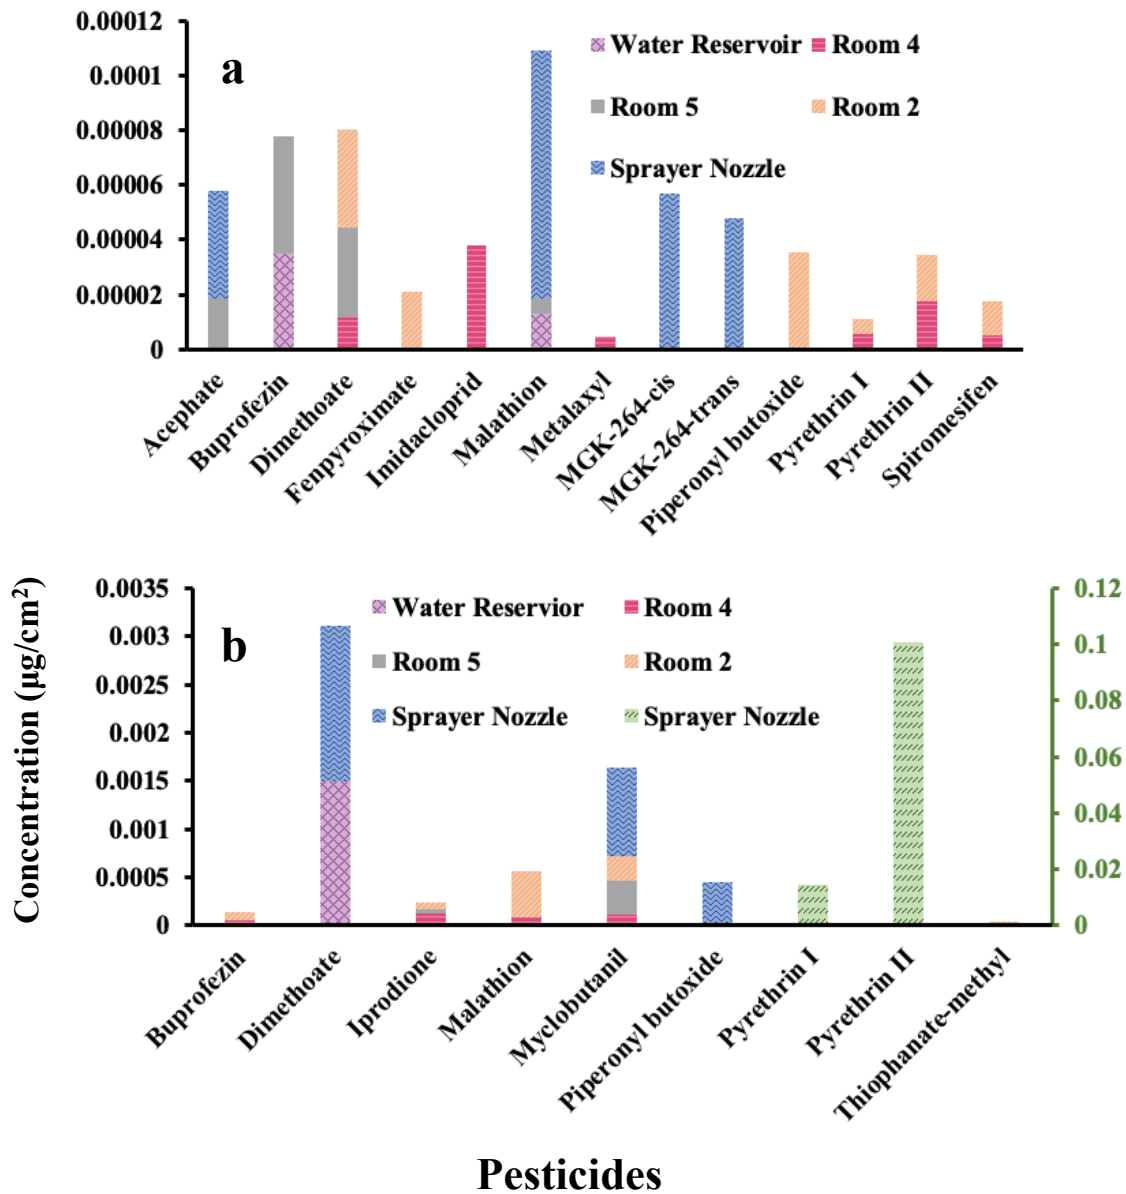 0.00012
0.0001
0.00008
0.00006
0.00004
0.00002
0
a
Water Reservoir
Room 4
Room 5
Room 2
Sprayer Nozzle
Acephate
Buprofezin
Dimethoate
Fenpyroximate
Imidacloprid
Malathion
Metalaxyl
MGK-264-cis
MGK-264-trans
Piperonyl butoxide
Pyrethrin I
Pyrethrin II
Spiromesifen
Concentration (µg/cm²)
0.0035
0.003
0.0025
0.002
0.0015
0.001
0.0005
0
b
Water Reservior
Room 4
Room 5
Room 2
Sprayer Nozzle
Sprayer Nozzle
0.12
0.1
0.08
0.06
0.04
0.02
0
Buprofezin
Dimethoate
Iprodione
Malathion
Myclobutanil
Piperonyl butoxide
Pyrethrin I
Pyrethrin II
Thiophanate-methyl
Pesticides